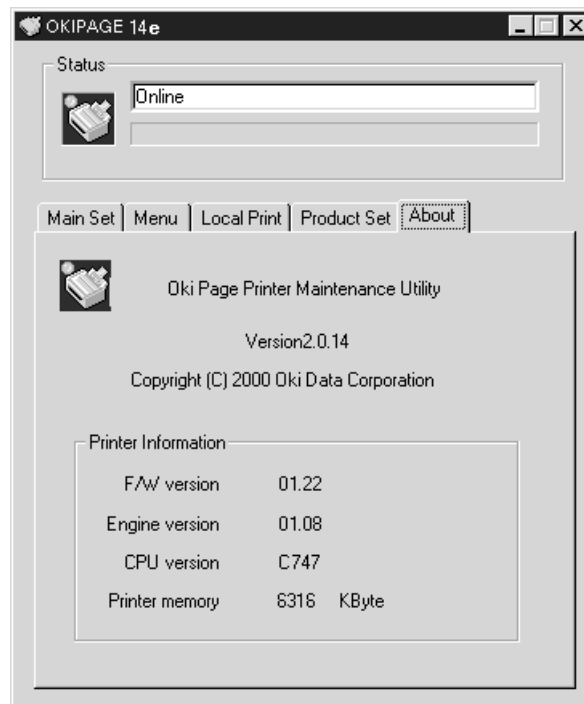 OKIPAGE 14e
Status
Online
Main Set Menu Local Print Product Set About
Oki Page Printer Maintenance Utility
Version2.0.14
Copyright (C) 2000 Oki Data Corporation
Printer Information
F/W version 01.22
Engine version 01.08
CPU version C747
Printer memory 6316 KByte